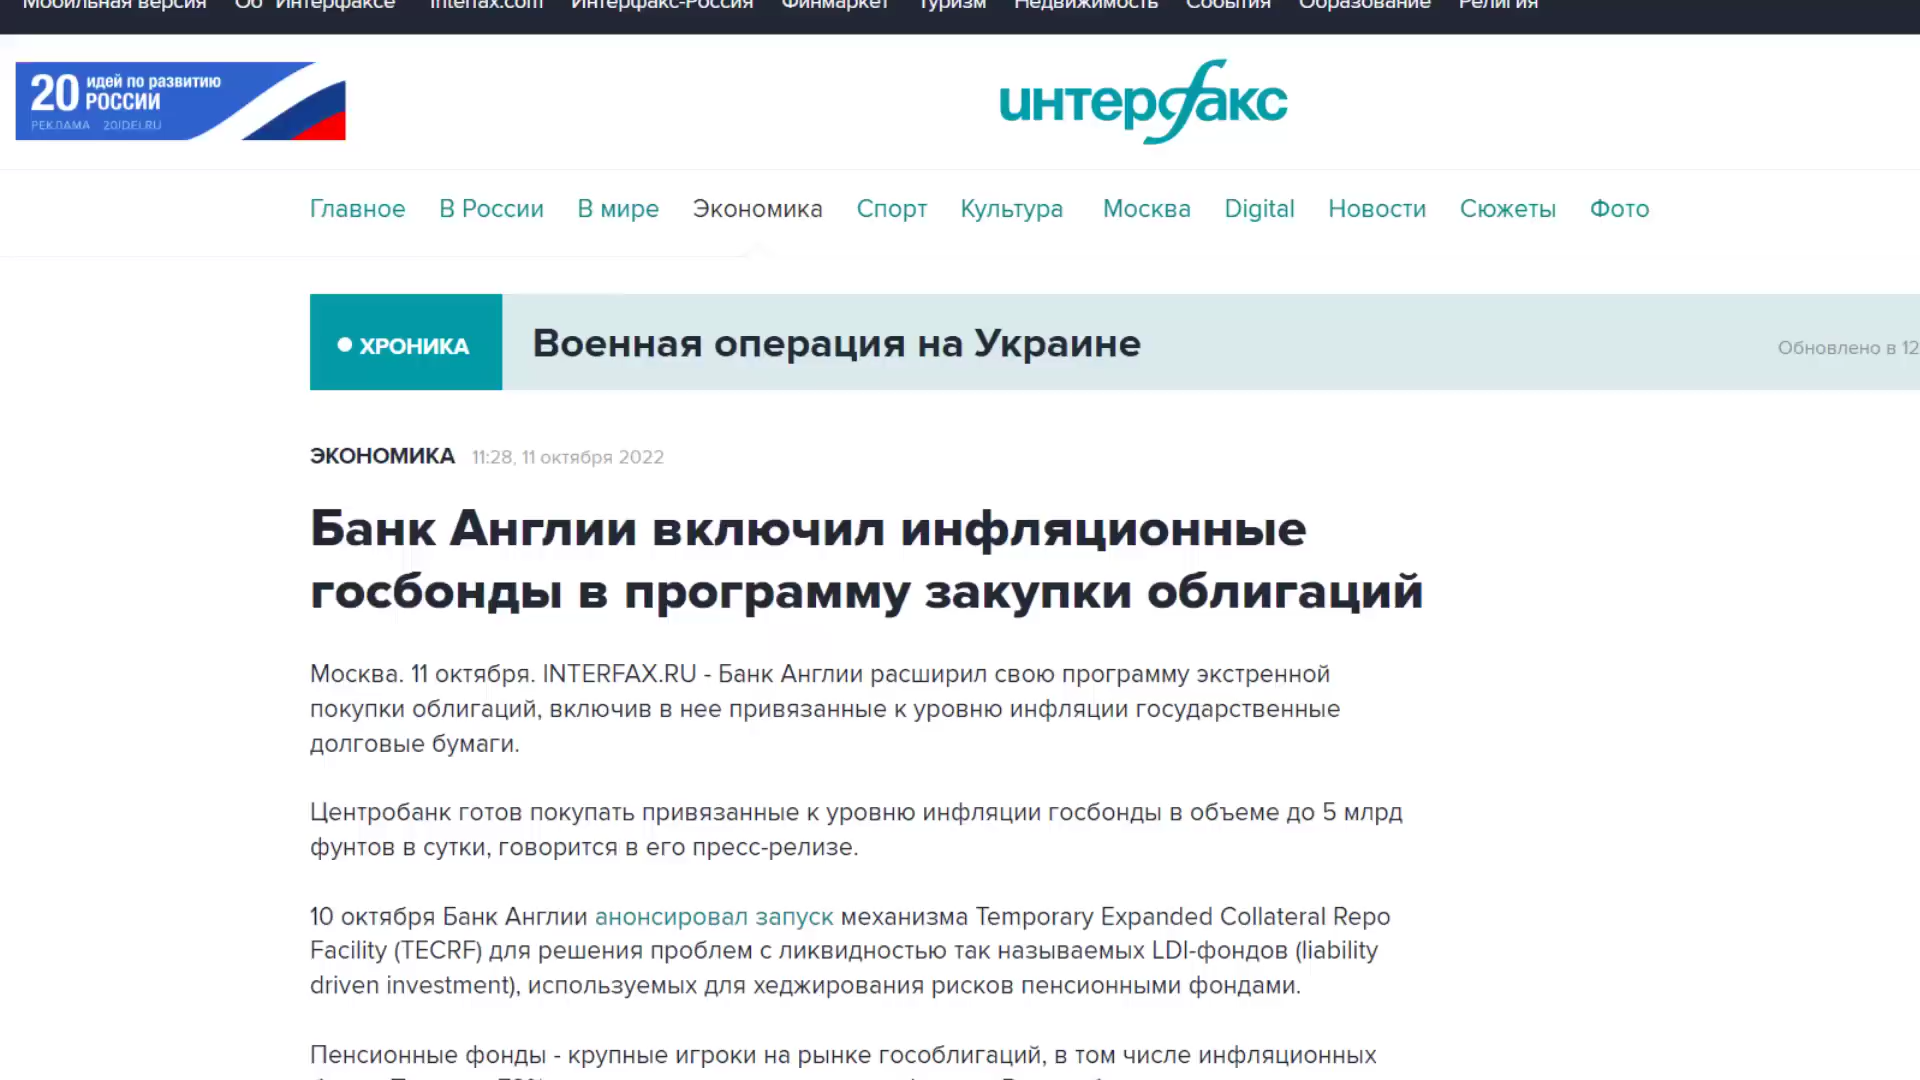 Мобильная версия Об "Интерфаксе" Interfax.com Интерфакс-Россия Финмаркет Туризм Недвижимость События Образование Религия
20 идей по развитию
РОССИИ
РЕКЛАМА 20IDEI.RU
интерфакс
Главное В России В мире Экономика Спорт Культура Москва Digital Новости Сюжеты Фото
ХРОНИКА Военная операция на Украине Обновлено в 12
ЭКОНОМИКА 11:28, 11 октября 2022
Банк Англии включил инфляционные
госбонды в программу закупки облигаций
Москва. 11 октября. INTERFAX.RU - Банк Англии расширил свою программу экстренной
покупки облигаций, включив в нее привязанные к уровню инфляции государственные
долговые бумаги.
Центробанк готов покупать привязанные к уровню инфляции госбонды в объеме до 5 млрд
фунтов в сутки, говорится в его пресс-релизе.
10 октября Банк Англии анонсировал запуск механизма Temporary Expanded Collateral Repo
Facility (TECRF) для решения проблем с ликвидностью так называемых LDI-фондов (liability
driven investment), используемых для хеджирования рисков пенсионными фондами.
Пенсионные фонды - крупные игроки на рынке гособлигаций, в том числе инфляционных